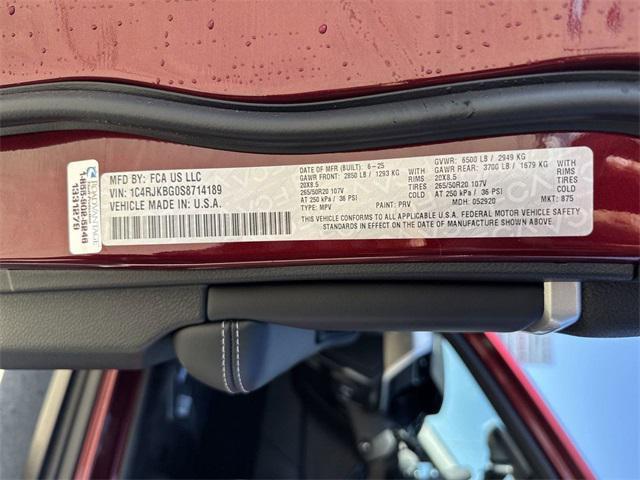 MFD BY: FCA US LLC
VIN: 1C4RJKBG0S8714189
VEHICLE MADE IN: U.S.A.
DATE OF MFR (BUILT): 6-25
GAWR FRONT: 2850 LB / 1293 KG WITH
20X8.5 RIMS
265/50R20 107V TIRES
AT 250 kPa / 36 PSI COLD
TYPE: MPV PAINT: PRV
GVWR: 6500 LB / 2949 KG
GAWR REAR: 3700 LB / 1679 KG WITH
20X8.5 RIMS
265/50R20 107V TIRES
AT 250 kPa / 36 PSI COLD
MDH: 052920 MKT: 875
THIS VEHICLE CONFORMS TO ALL APPLICABLE U.S.A. FEDERAL MOTOR VEHICLE SAFETY
STANDARDS IN EFFECT ON THE DATE OF MANUFACTURE SHOWN ABOVE.